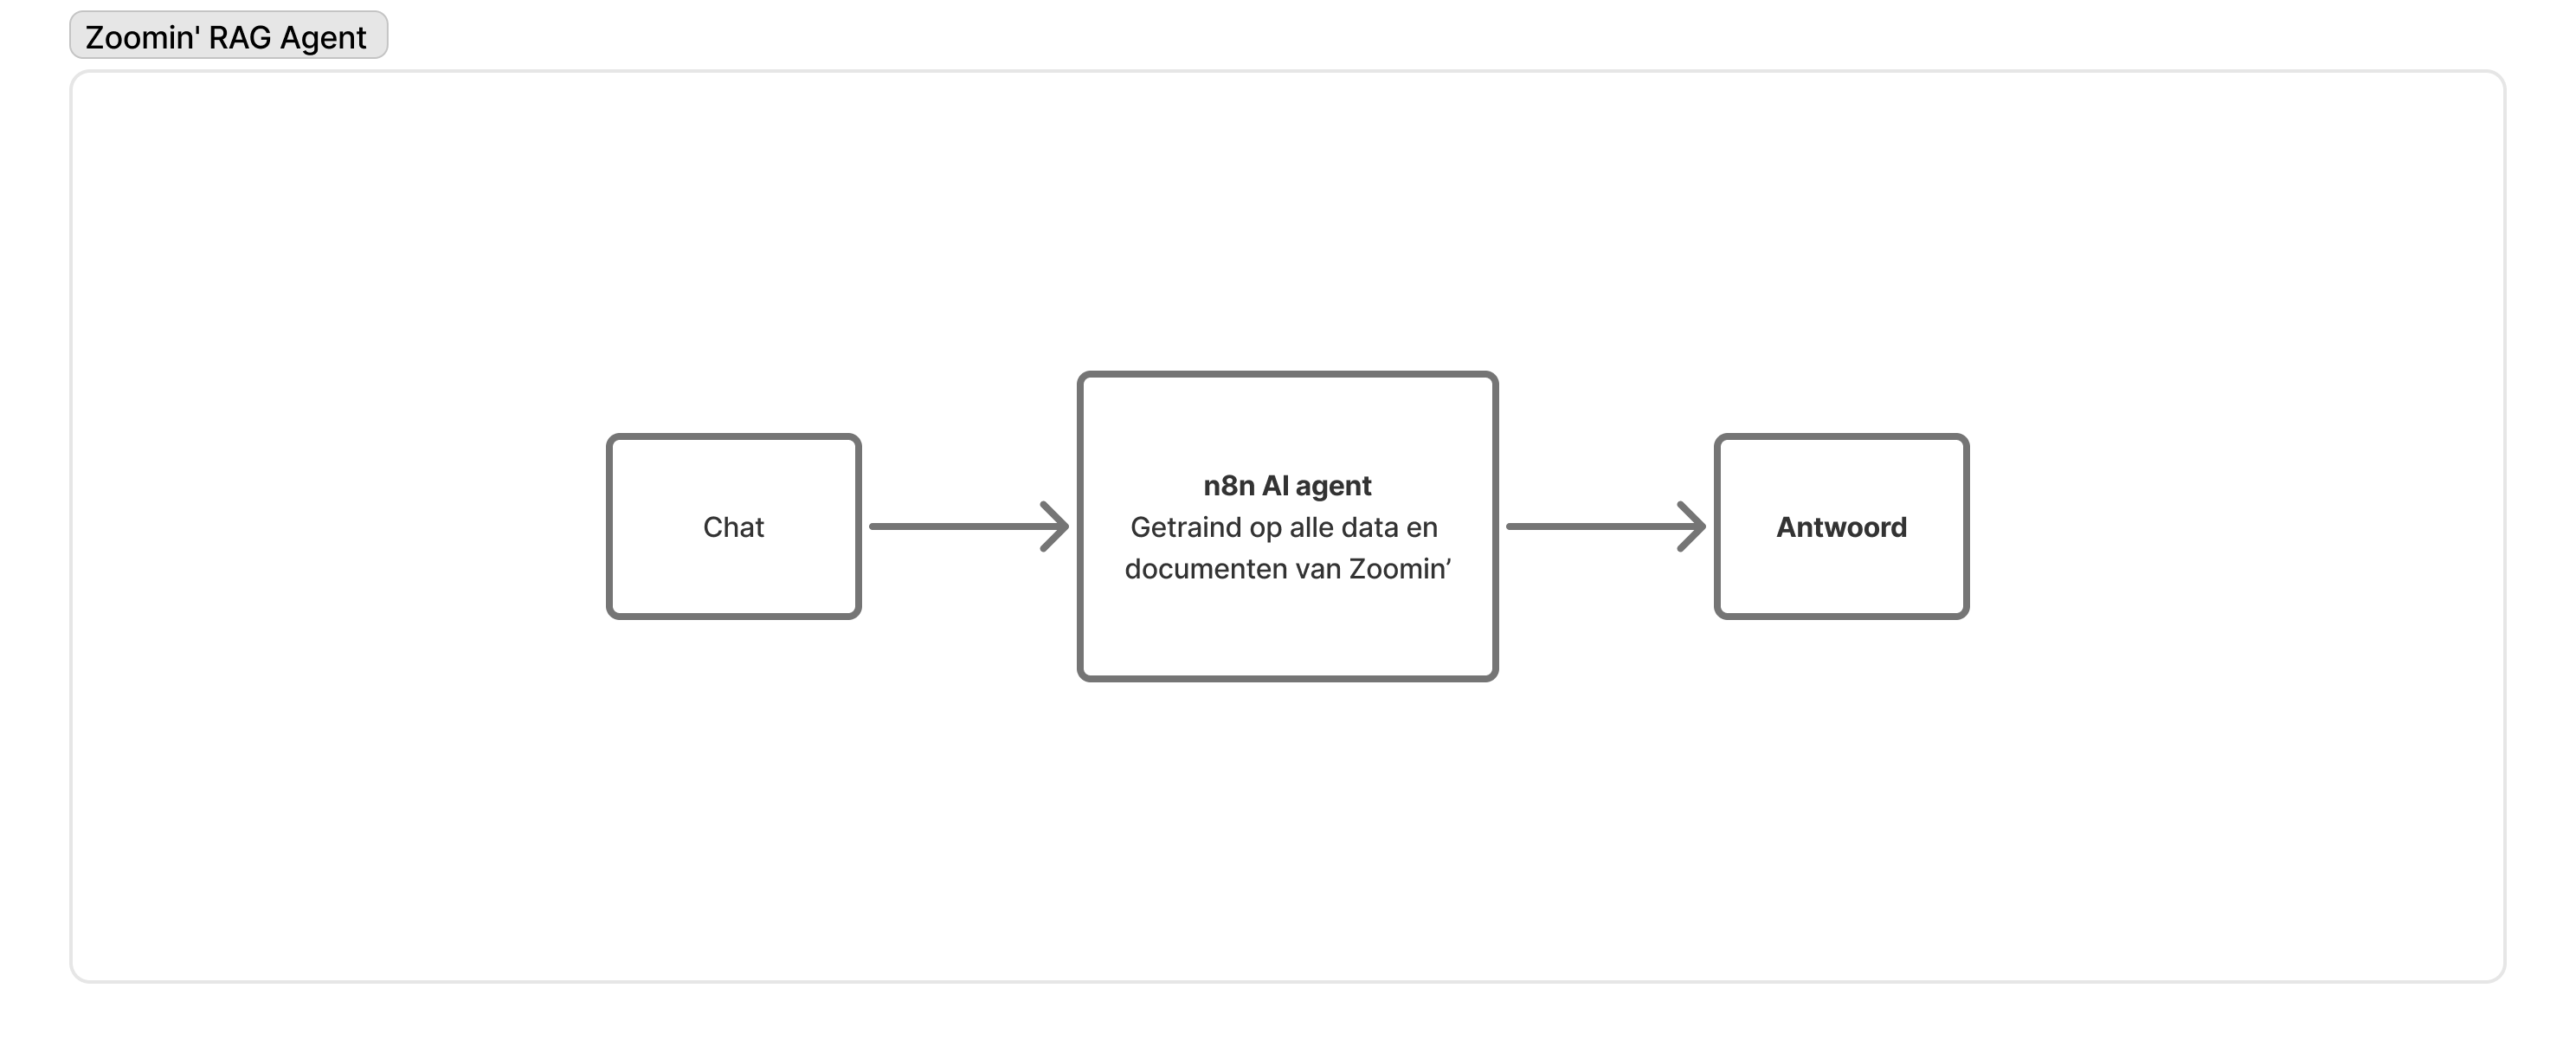 Zoomin' RAG Agent
Chat
n8n AI agent
Getraind op alle data en
documenten van Zoomin’
Antwoord